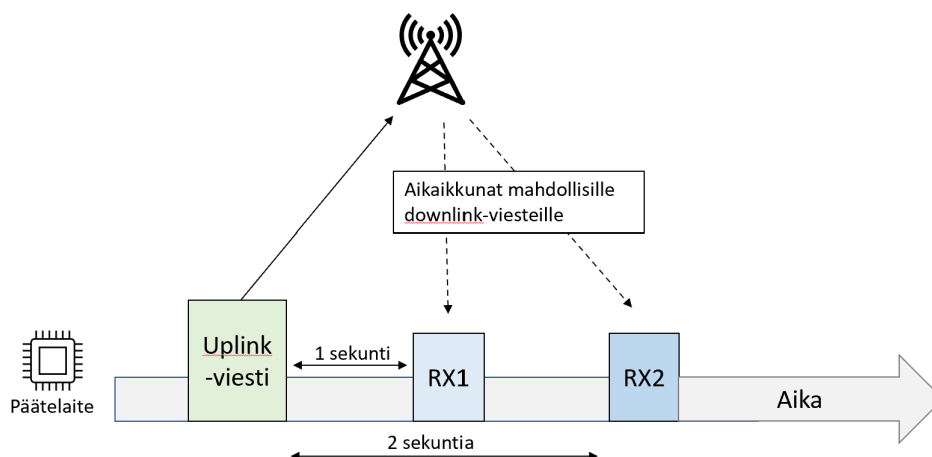 Aikaikkunat mahdollisille
downlink-viesteille
Uplink
-viesti
1 sekunti
RX1
RX2
Päätelaite
Aika
2 sekuntia